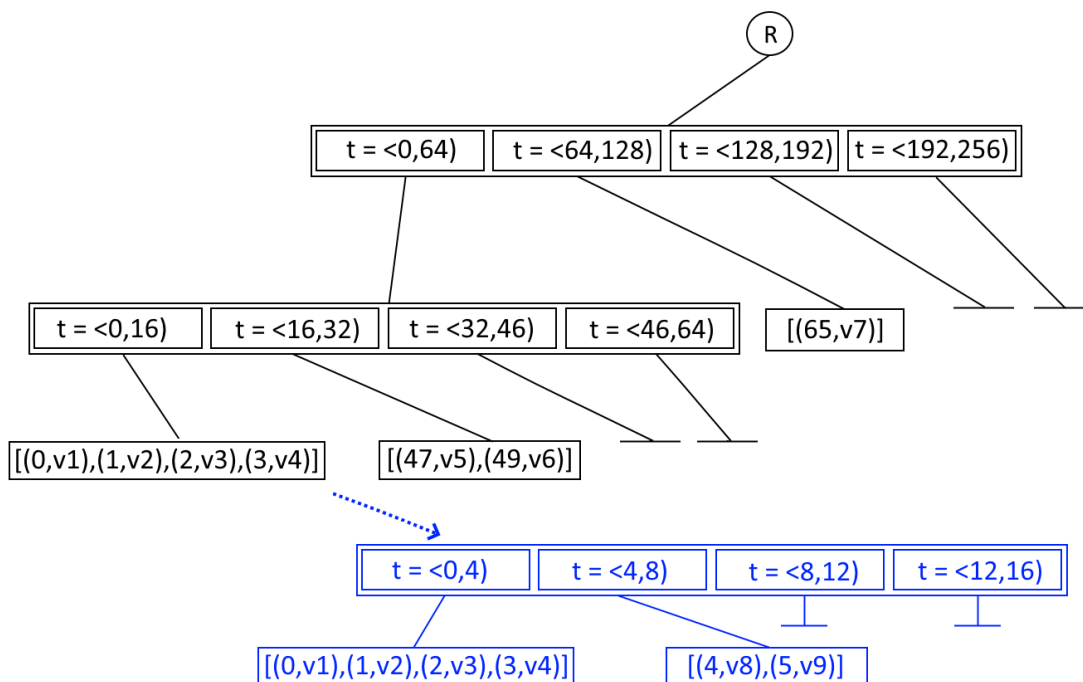 R
t = <0,64) t = <64,128) t = <128,192) t = <192,256)
t = <0,16) t = <16,32) t = <32,46) t = <46,64)
[(65,v7)]
[(0,v1),(1,v2),(2,v3),(3,v4)] [(47,v5),(49,v6)]
t = <0,4) t = <4,8) t = <8,12) t = <12,16)
[(0,v1),(1,v2),(2,v3),(3,v4)] [(4,v8),(5,v9)]